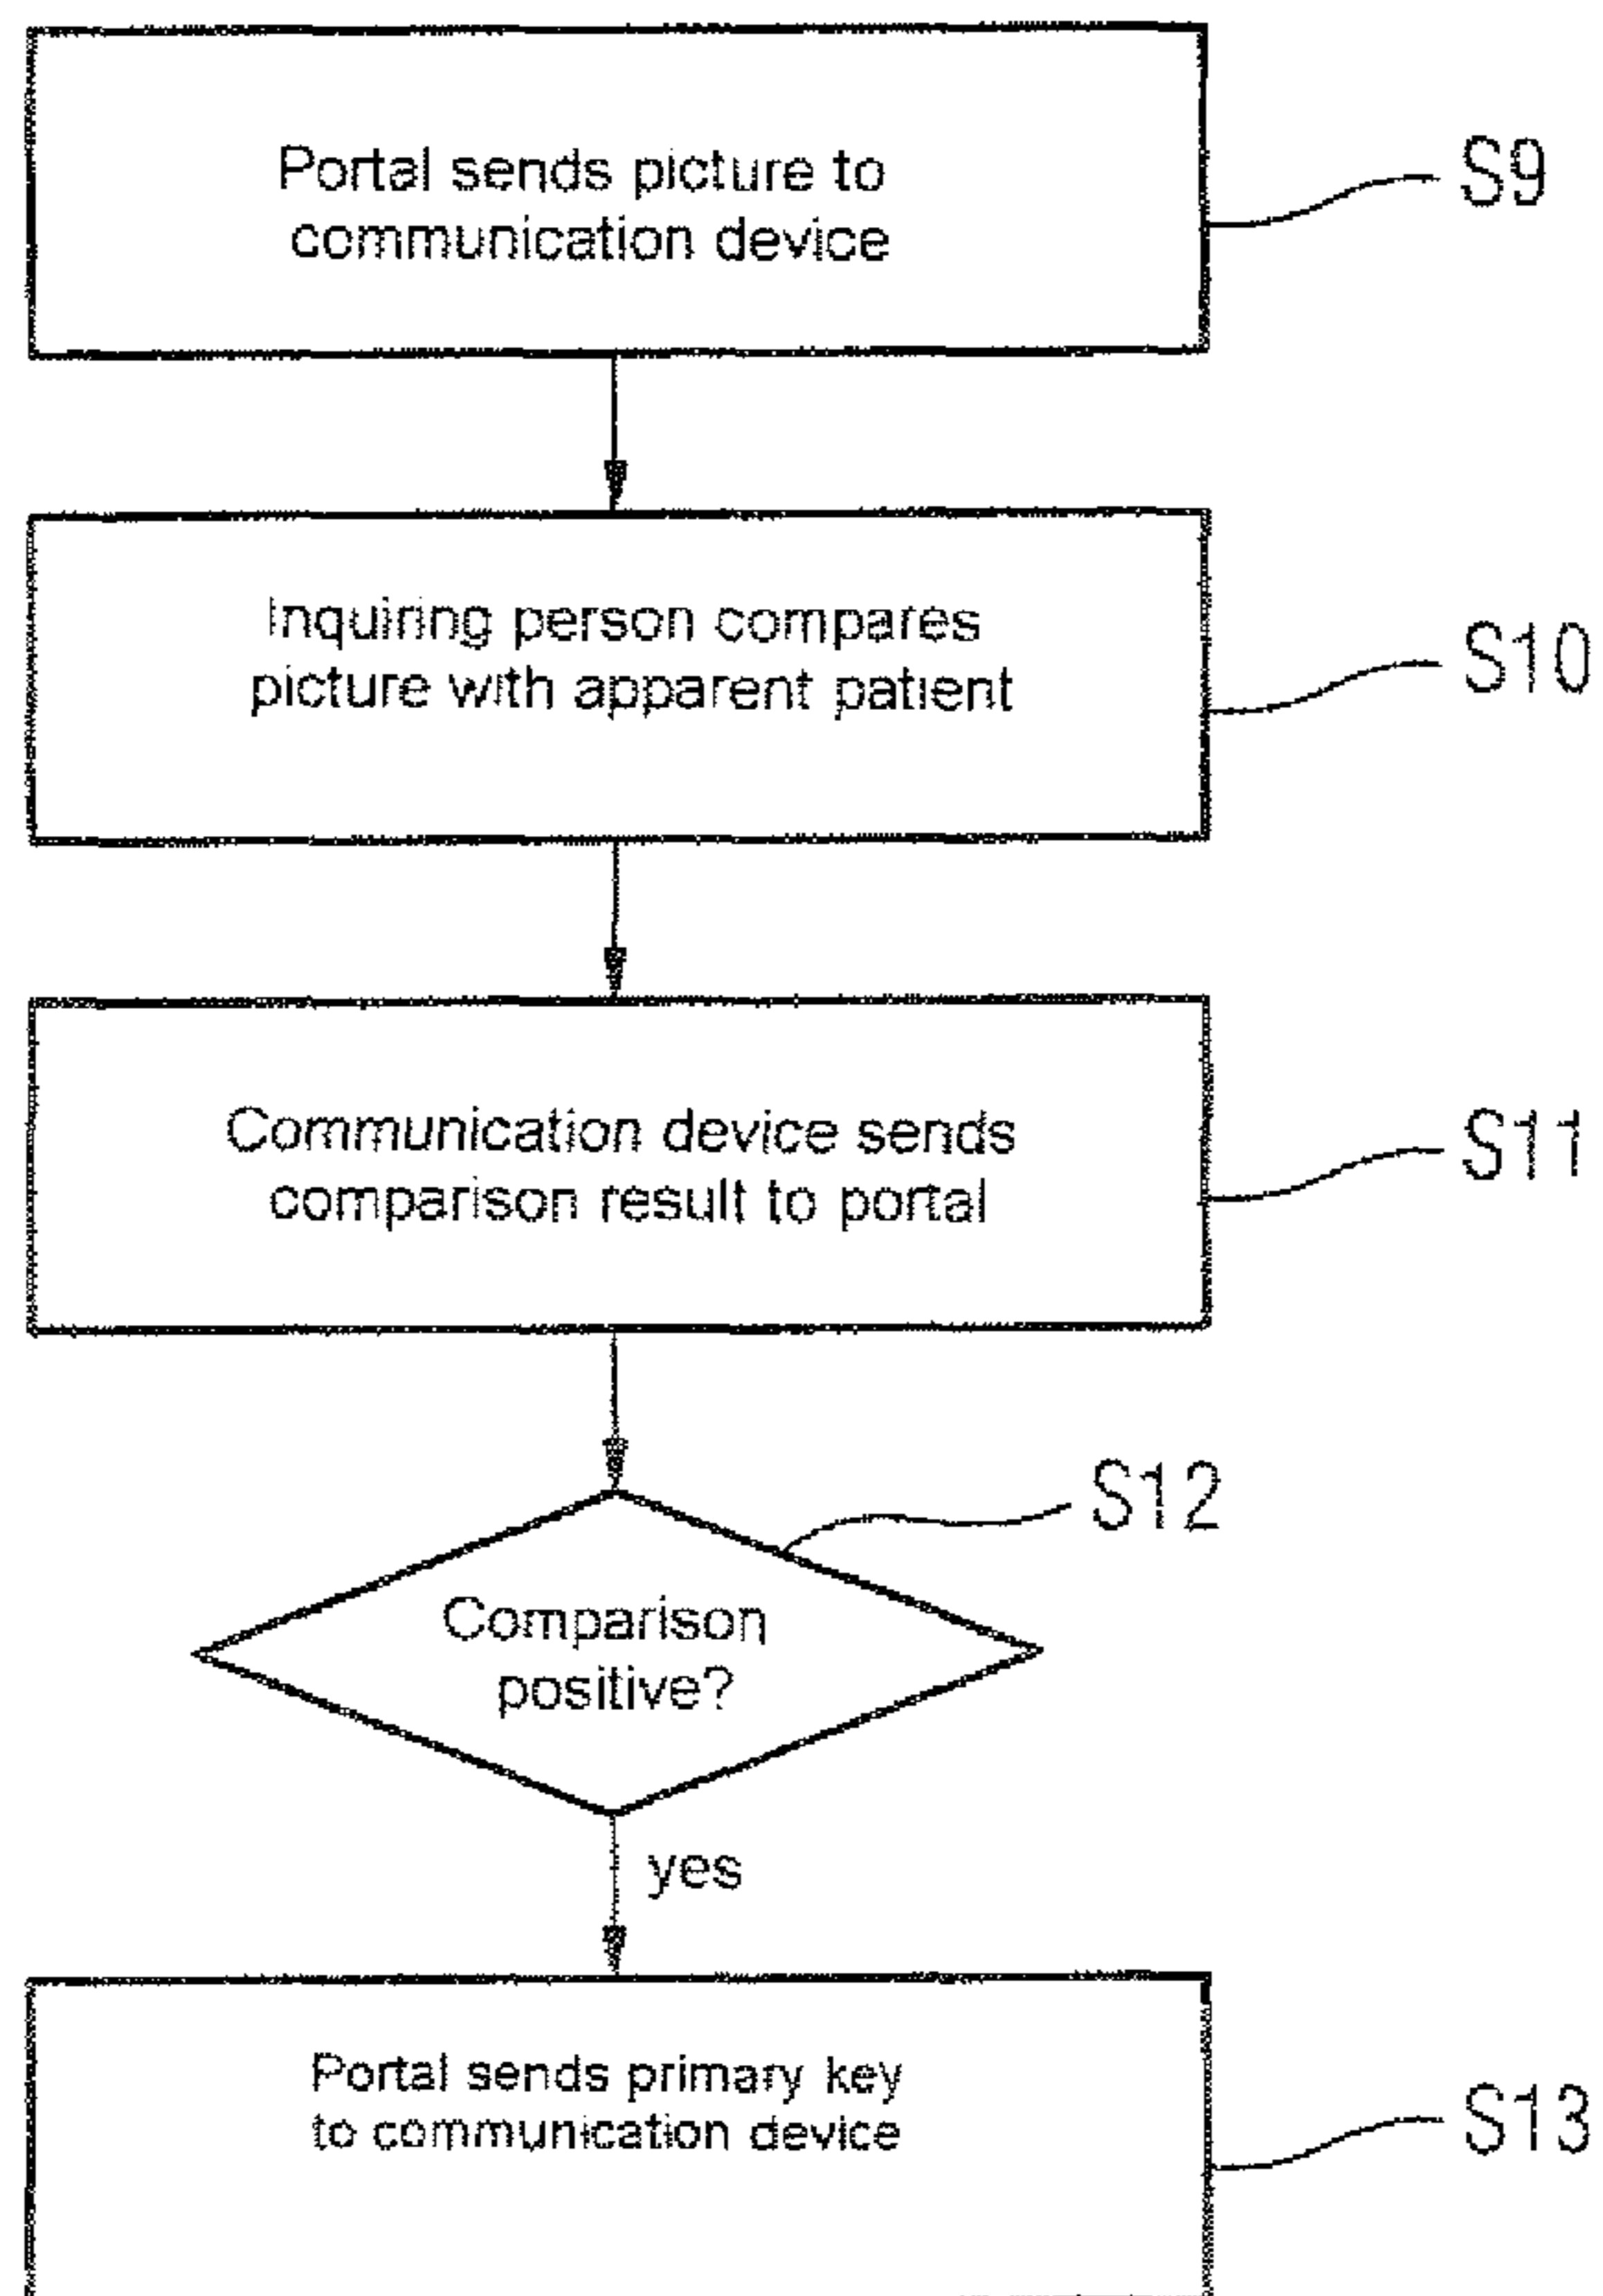 Portal sends picture to
communication device
S9
Inquiring person compares
picture with apparent patient
S10
Communication device sends
comparison result to portal
S11
S12
Comparison
positive?
yes
Portal sends primary key
to communication device
S13